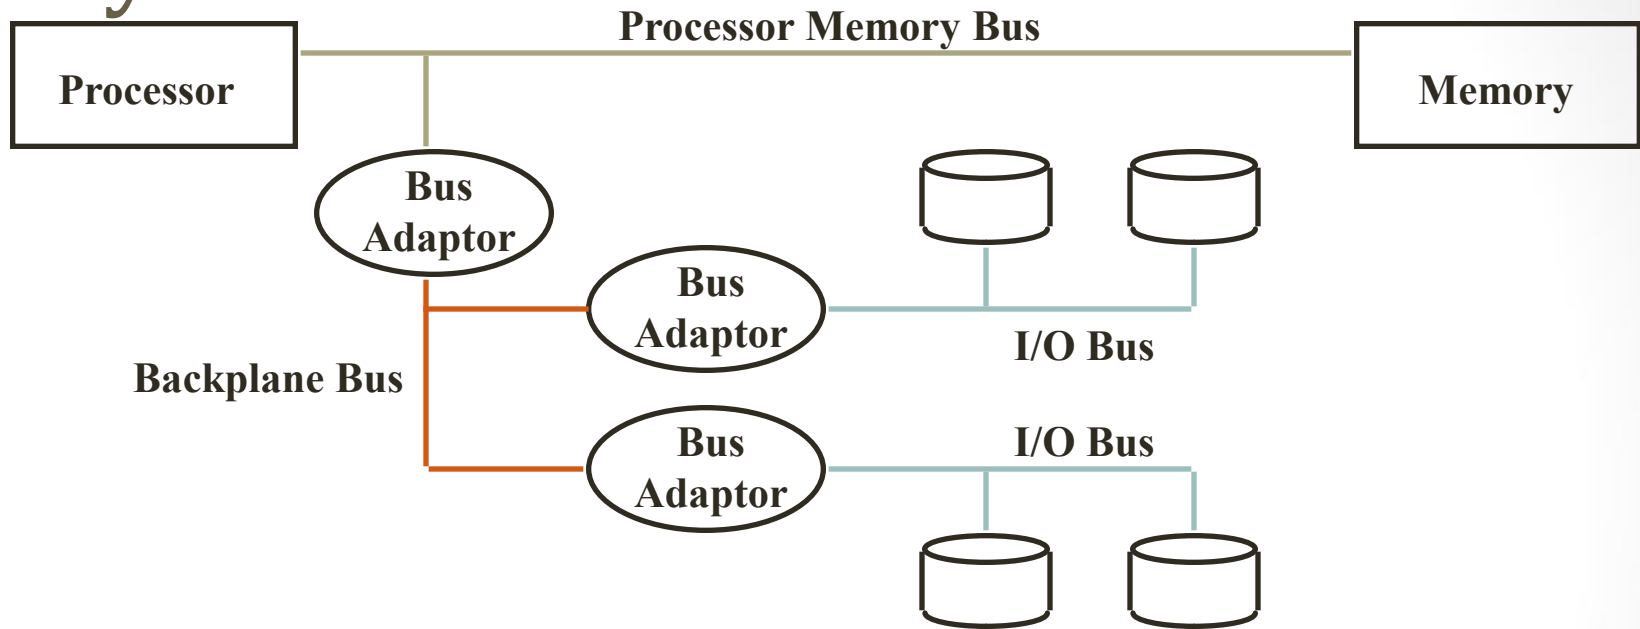 Processor Memory Bus
Processor
Memory
Bus
Adaptor
Bus
Adaptor
I/O Bus
Backplane Bus
Bus
Adaptor
I/O Bus